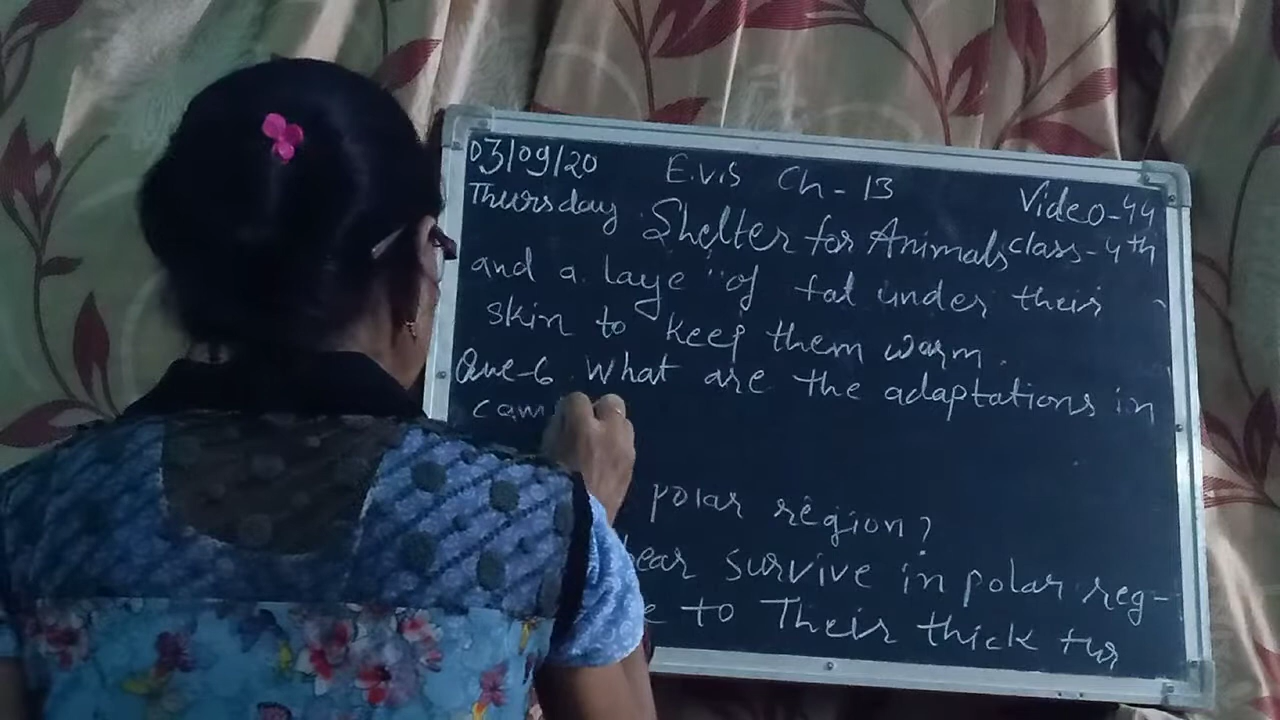 03/09/20 E.vis Ch-13 Video-44
Thursday Shelter for Animals class-4th
and a laye of fat under their
skin to keep them warm.
Que-6 What are the adaptations in
cam
polar region?
bear survive in polar reg-
to Their thick fur